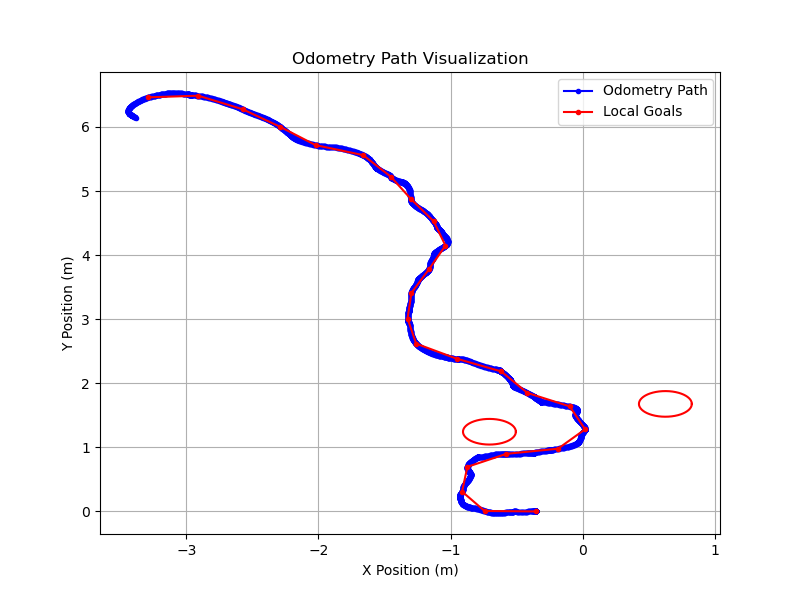 Odometry Path Visualization
Odometry Path
Local Goals
Y Position (m)
6
5
4
3
2
1
0
−3
−2
−1
0
1
X Position (m)